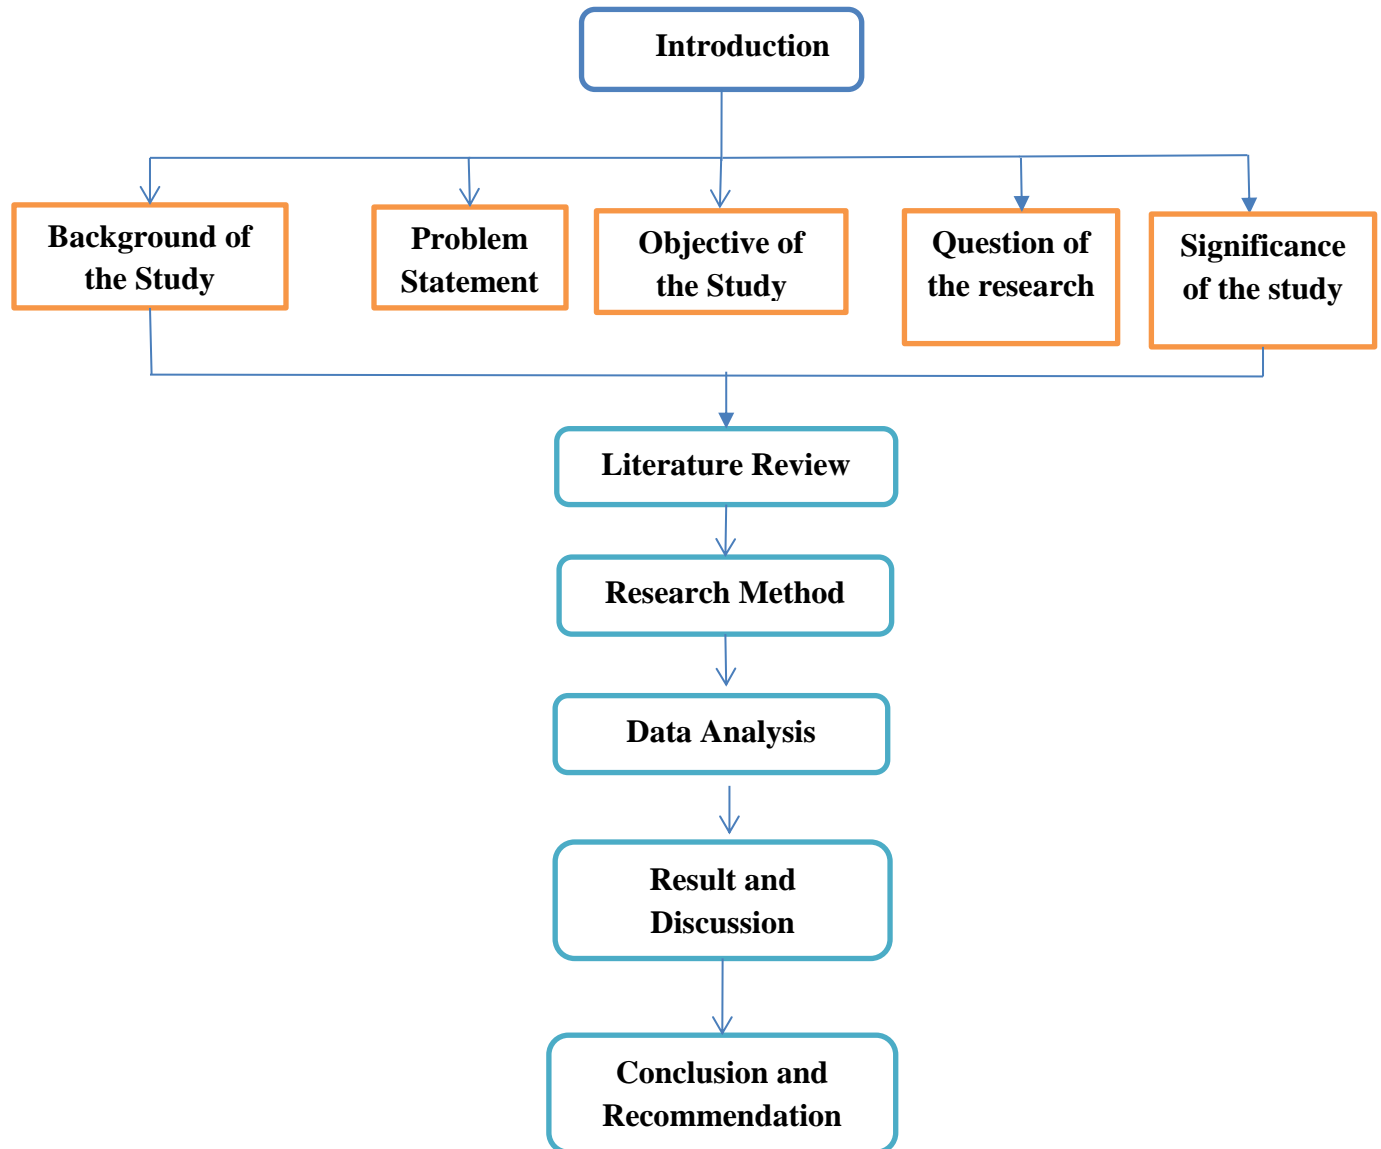 Introduction
Background of
the Study
Problem
Statement
Objective of
the Study
Question of
the research
Significance
of the study
Literature Review
Research Method
Data Analysis
Result and
Discussion
Conclusion and
Recommendation